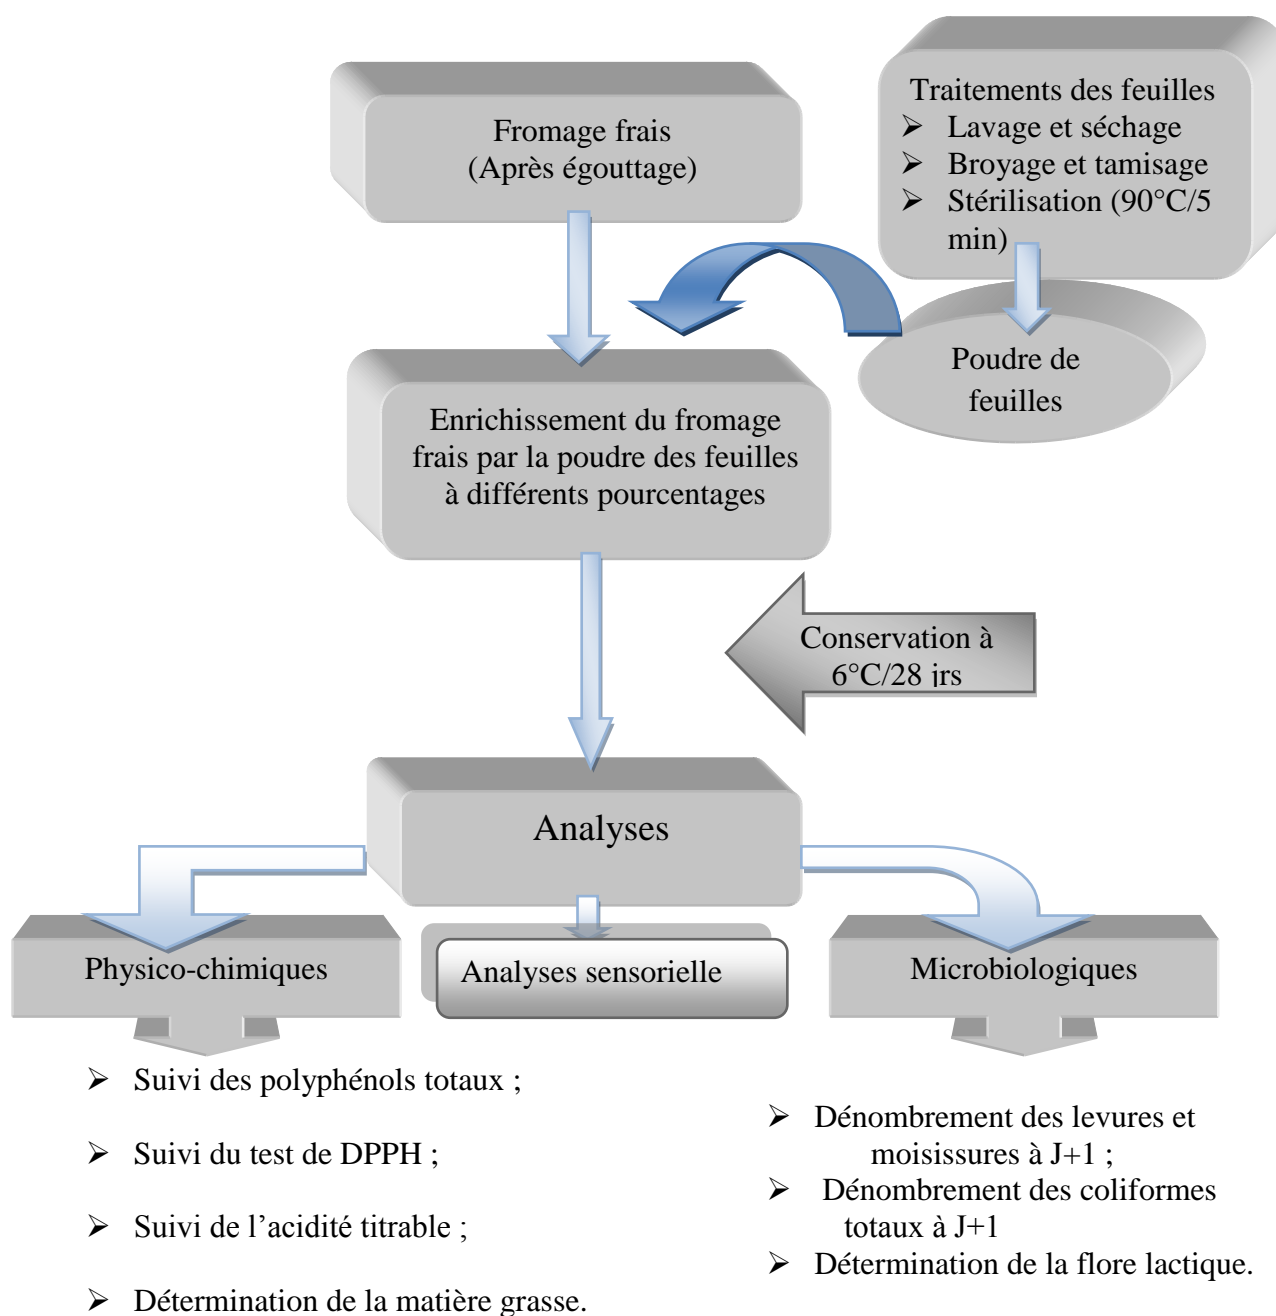 Fromage frais
(Après égouttage)
Traitements des feuilles
➢ Lavage et séchage
➢ Broyage et tamisage
➢ Stérilisation (90°C/5
min)
Poudre de
feuilles
Enrichissement du fromage
frais par la poudre des feuilles
à différents pourcentages
Conservation à
6°C/28 jrs
Analyses
Physico-chimiques
Analyses sensorielle
Microbiologiques
➢ Suivi des polyphénols totaux ;
➢ Suivi du test de DPPH ;
➢ Suivi de l’acidité titrable ;
➢ Détermination de la matière grasse.
➢ Dénombrement des levures et
moisissures à J+1 ;
➢ Dénombrement des coliformes
totaux à J+1
➢ Détermination de la flore lactique.